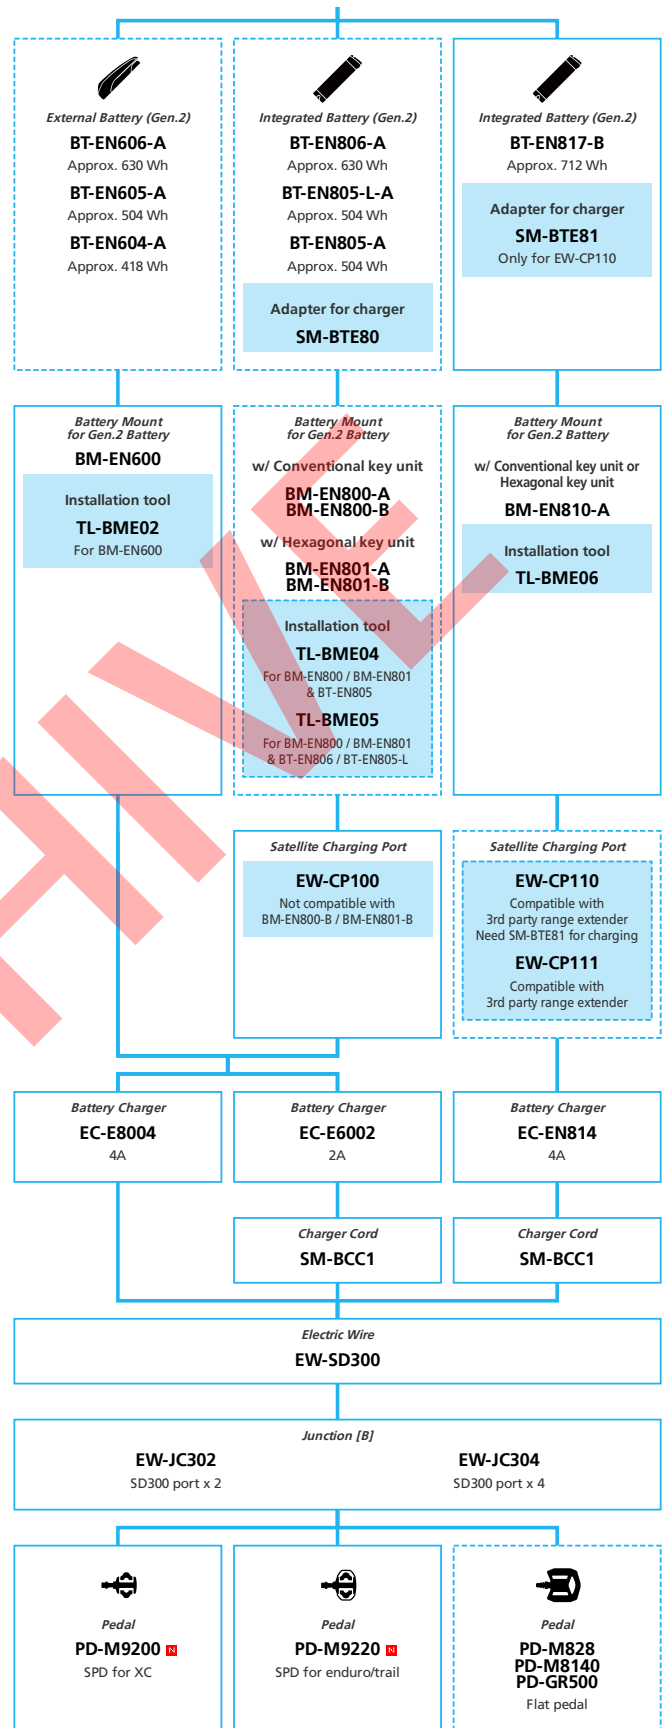 External Battery (Gen.2)
BT-EN606-A
Approx. 630 Wh
BT-EN605-A
Approx. 504 Wh
BT-EN604-A
Approx. 418 Wh
Integrated Battery (Gen.2)
BT-EN806-A
Approx. 630 Wh
BT-EN805-L-A
Approx. 504 Wh
BT-EN805-A
Approx. 504 Wh
Adapter for charger
SM-BTE80
Integrated Battery (Gen.2)
BT-EN817-B
Approx. 712 Wh
Adapter for charger
SM-BTE81
Only for EW-CP110
Battery Mount
for Gen.2 Battery
BM-EN600
Installation tool
TL-BME02
For BM-EN600
Battery Mount
for Gen.2 Battery
w/ Conventional key unit
BM-EN800-A
BM-EN800-B
w/ Hexagonal key unit
BM-EN801-A
BM-EN801-B
Installation tool
TL-BME04
For BM-EN800 / BM-EN801
& BT-EN805
TL-BME05
For BM-EN800 / BM-EN801
& BT-EN806 / BT-EN805-L
Battery Mount
for Gen.2 Battery
w/ Conventional key unit or
Hexagonal key unit
BM-EN810-A
Installation tool
TL-BME06
Satellite Charging Port
EW-CP100
Not compatible with
BM-EN800-B / BM-EN801-B
Satellite Charging Port
EW-CP110
Compatible with
3rd party range extender
Need SM-BTE81 for charging
EW-CP111
Compatible with
3rd party range extender
Battery Charger
EC-E8004
4A
Battery Charger
EC-E6002
2A
Battery Charger
EC-EN814
4A
Charger Cord
SM-BCC1
Charger Cord
SM-BCC1
Electric Wire
EW-SD300
Junction [B]
EW-JC302
SD300 port x 2
EW-JC304
SD300 port x 4
Pedal
PD-M9200 N
SPD for XC
Pedal
PD-M9220 N
SPD for enduro/trail
Pedal
PD-M828
PD-M8140
PD-GR500
Flat pedal
HIVE